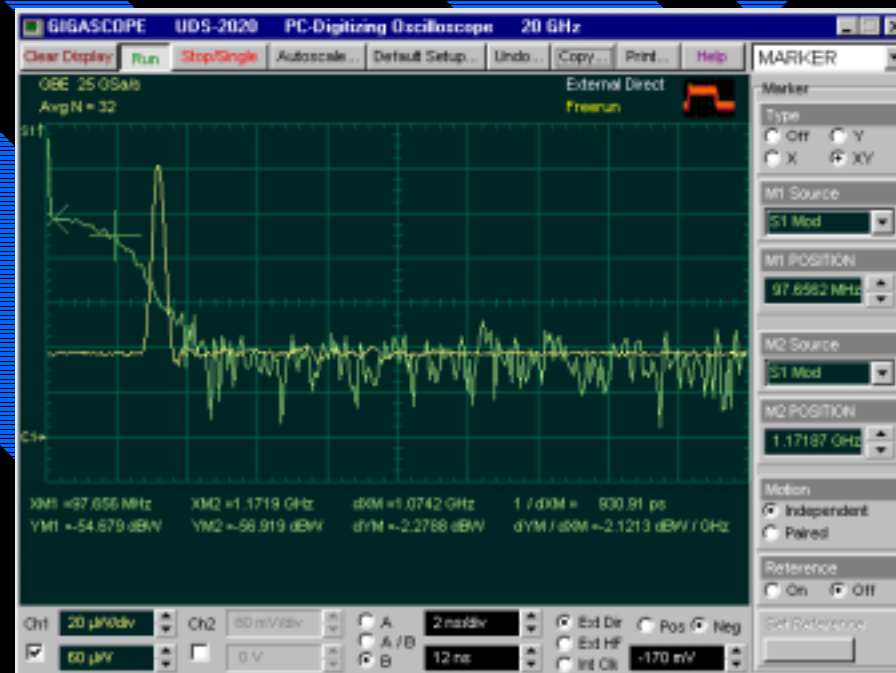 GIGASCOPE UDS-2020 PC-Digitizing Oscilloscope 20 GHz
Clear Display Run Stop/Single Autoscale... Default Setup... Undo... Copy... Print... Help MARKER
GBE 25 GSa/s External Direct
Avg N = 32 Freerun
Marker
Type
Off Y
X XY
S1
M1 Source
S1 Mod
M1 POSITION
97.6562 MHz
M2 Source
S1 Mod
M2 POSITION
1.17187 GHz
C1
XM1 =97.656 MHz XM2 =1.1719 GHz dXM =1.0742 GHz 1 / dXM = 930.91 ps
YM1 =-54.679 dBW YM2 =-56.919 dBW dYM =-2.2788 dBW dYM / dXM =-2.1213 dBW / GHz
Motion
Independent
Paired
Reference
On Off
Set Reference
Ch1 20 µW/div Ch2 80 mV/div A 2 ns/div Ext Dir Pos Neg
A / B Ext HF
60 µW 0 V B 12 ns Int Clk -170 mV